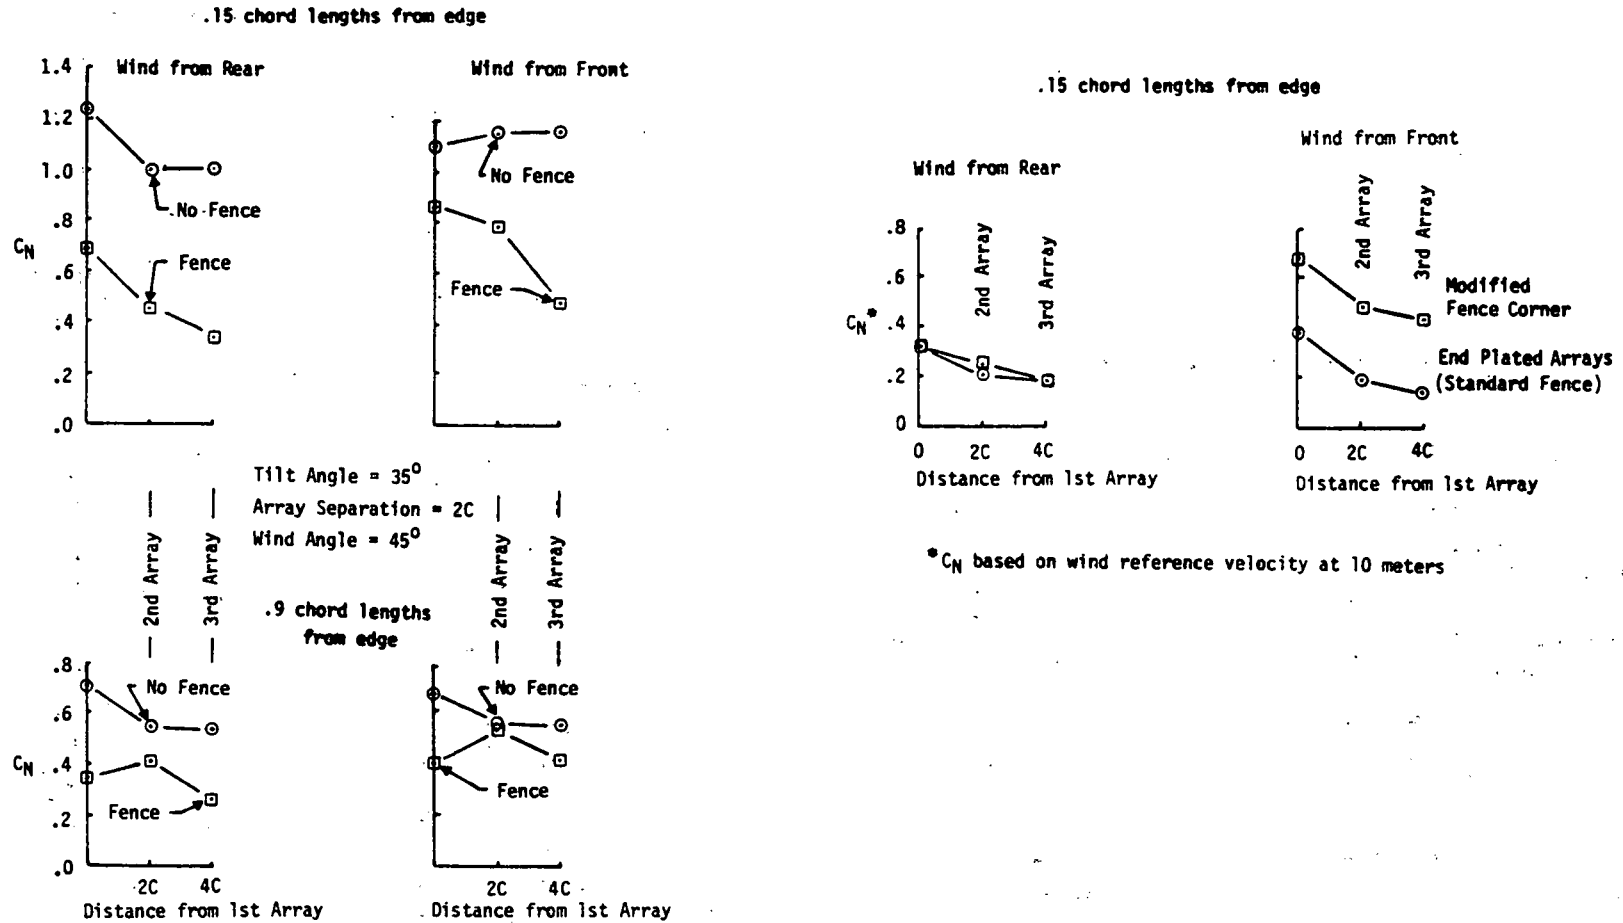 .15 chord lengths from edge
Wind from Rear
Wind from Front
1.4
1.2
1.0
.8
.6
.4
.2
.0
CN
No Fence
Fence
No Fence
Fence
Tilt Angle = 35°
Array Separation = 2C
Wind Angle = 45°
2nd Array
3rd Array
2nd Array
3rd Array
.9 chord lengths
from edge
.8
.6
.4
.2
.0
CN
No Fence
Fence
No Fence
Fence
2C
4C
Distance from 1st Array
2C
4C
Distance from 1st Array
.15 chord lengths from edge
Wind from Rear
Wind from Front
2nd Array
3rd Array
2nd Array
3rd Array
.8
.6
.4
.2
0
CN*
Modified
Fence Corner
End Plated Arrays
(Standard Fence)
0
2C
4C
Distance from 1st Array
0
2C
4C
Distance from 1st Array
*CN based on wind reference velocity at 10 meters